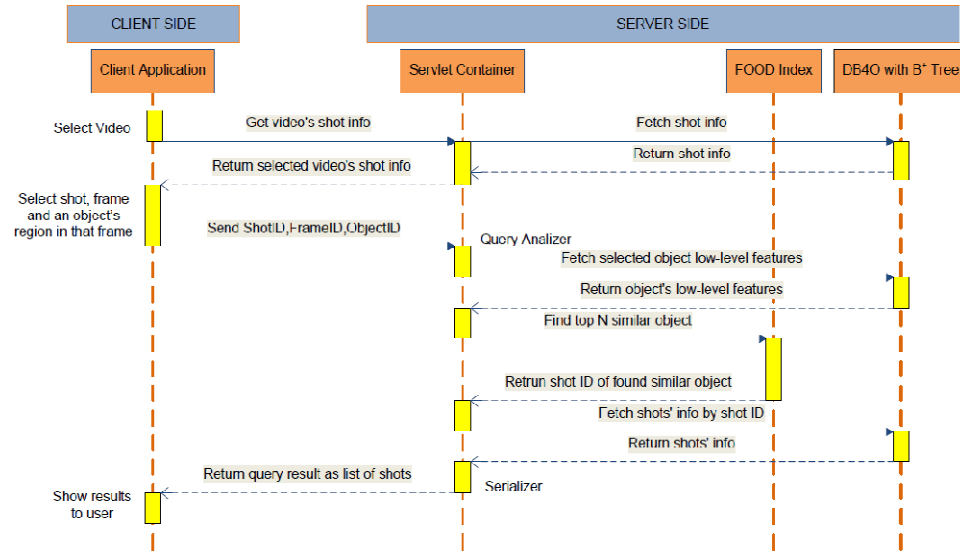 CLIENT SIDE
SERVER SIDE
Client Application
Servlet Container
FOOD Index
DB4O with B+ Tree
Select Video
Get video's shot info
Fetch shot info
Return shot info
Return selected video's shot info
Select shot, frame
and an object's
region in that frame
Send ShotID,FrameID,ObjectID
Query Analizer
Fetch selected object low-level features
Return object's low-level features
Find top N similar object
Retrun shot ID of found similar object
Fetch shots' info by shot ID
Return shots' info
Return query result as list of shots
Serializer
Show results
to user